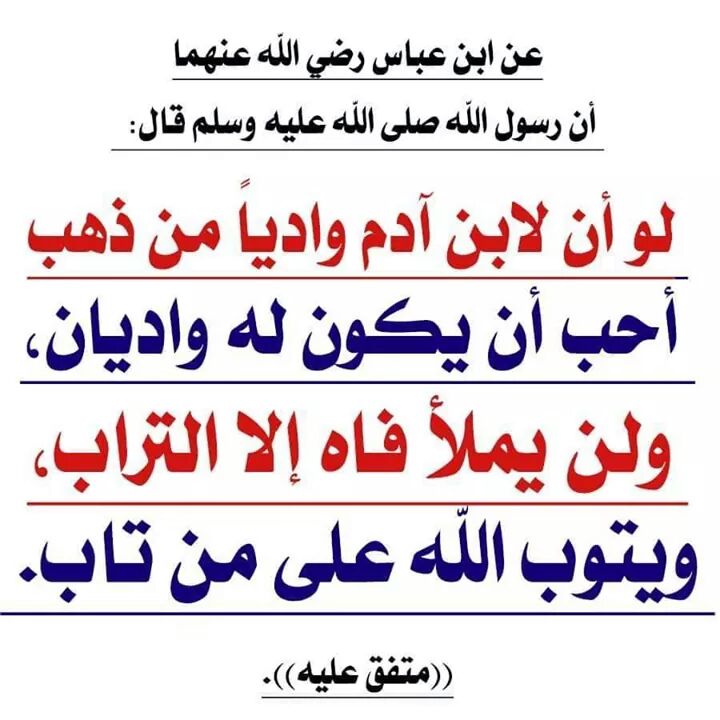 عن ابن عباس رضي الله عنهما
أن رسول الله صلى الله عليه وسلم قال:
لو أن لابن آدم وادياً من ذهب
أحب أن يكون له واديان،
ولن يملأ فاه إلا التراب،
ويتوب الله على من تاب.
((متفق عليه)).